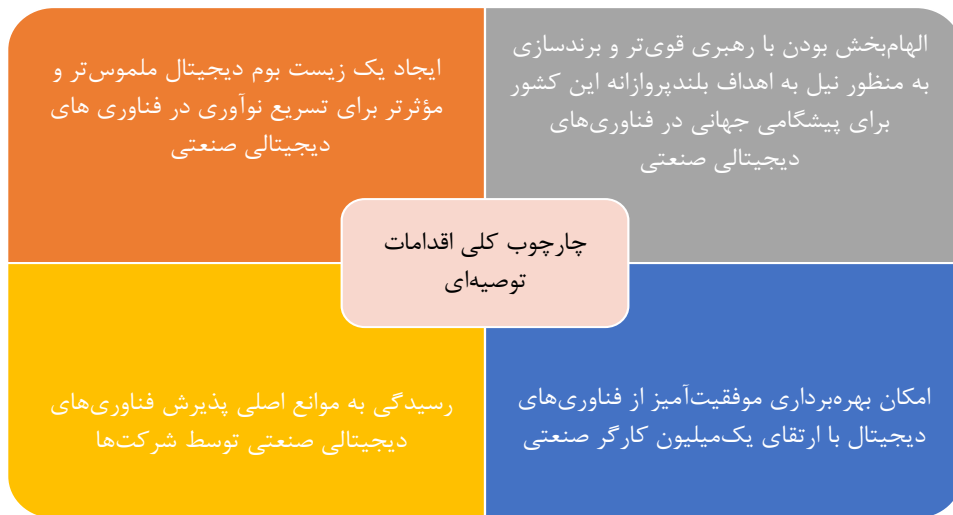 الهام‌بخش بودن با رهبری قوی‌تر و برندسازی
به منظور نیل به اهداف بلندپروازانه این کشور
برای پیشگامی جهانی در فناوری‌های
دیجیتالی صنعتی
ایجاد یک زیست بوم دیجیتال ملموس‌تر و
مؤثرتر برای تسریع نوآوری در فناوری های
دیجیتالی صنعتی
چارچوب کلی اقدامات
توصیه‌ای
امکان بهره‌برداری موفقیت‌آمیز از فناوری‌های
دیجیتال با ارتقای یک‌میلیون کارگر صنعتی
رسیدگی به موانع اصلی پذیرش فناوری‌های
دیجیتالی صنعتی توسط شرکت‌ها